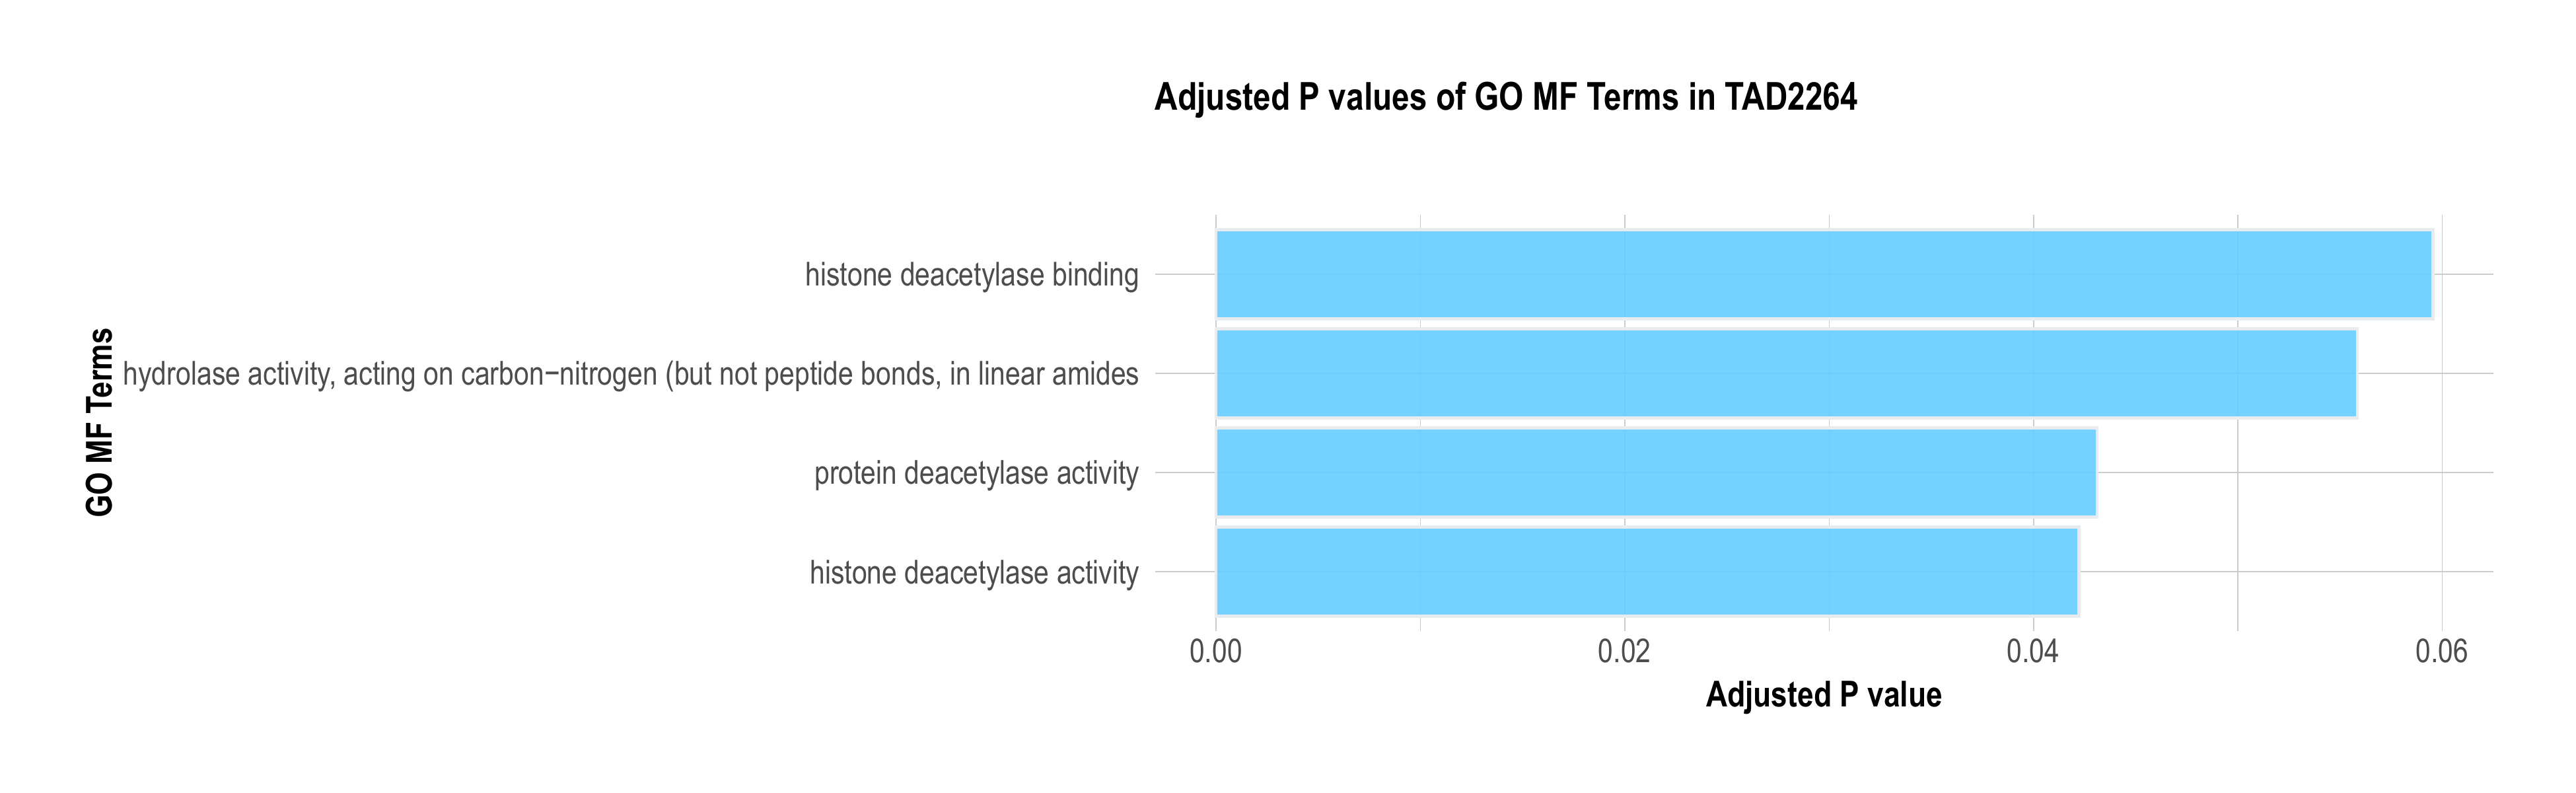 Adjusted P values of GO MF Terms in TAD2264
GO MF Terms
histone deacetylase binding
hydrolase activity, acting on carbon−nitrogen (but not peptide bonds, in linear amides
protein deacetylase activity
histone deacetylase activity
0.00 0.02 0.04 0.06
Adjusted P value